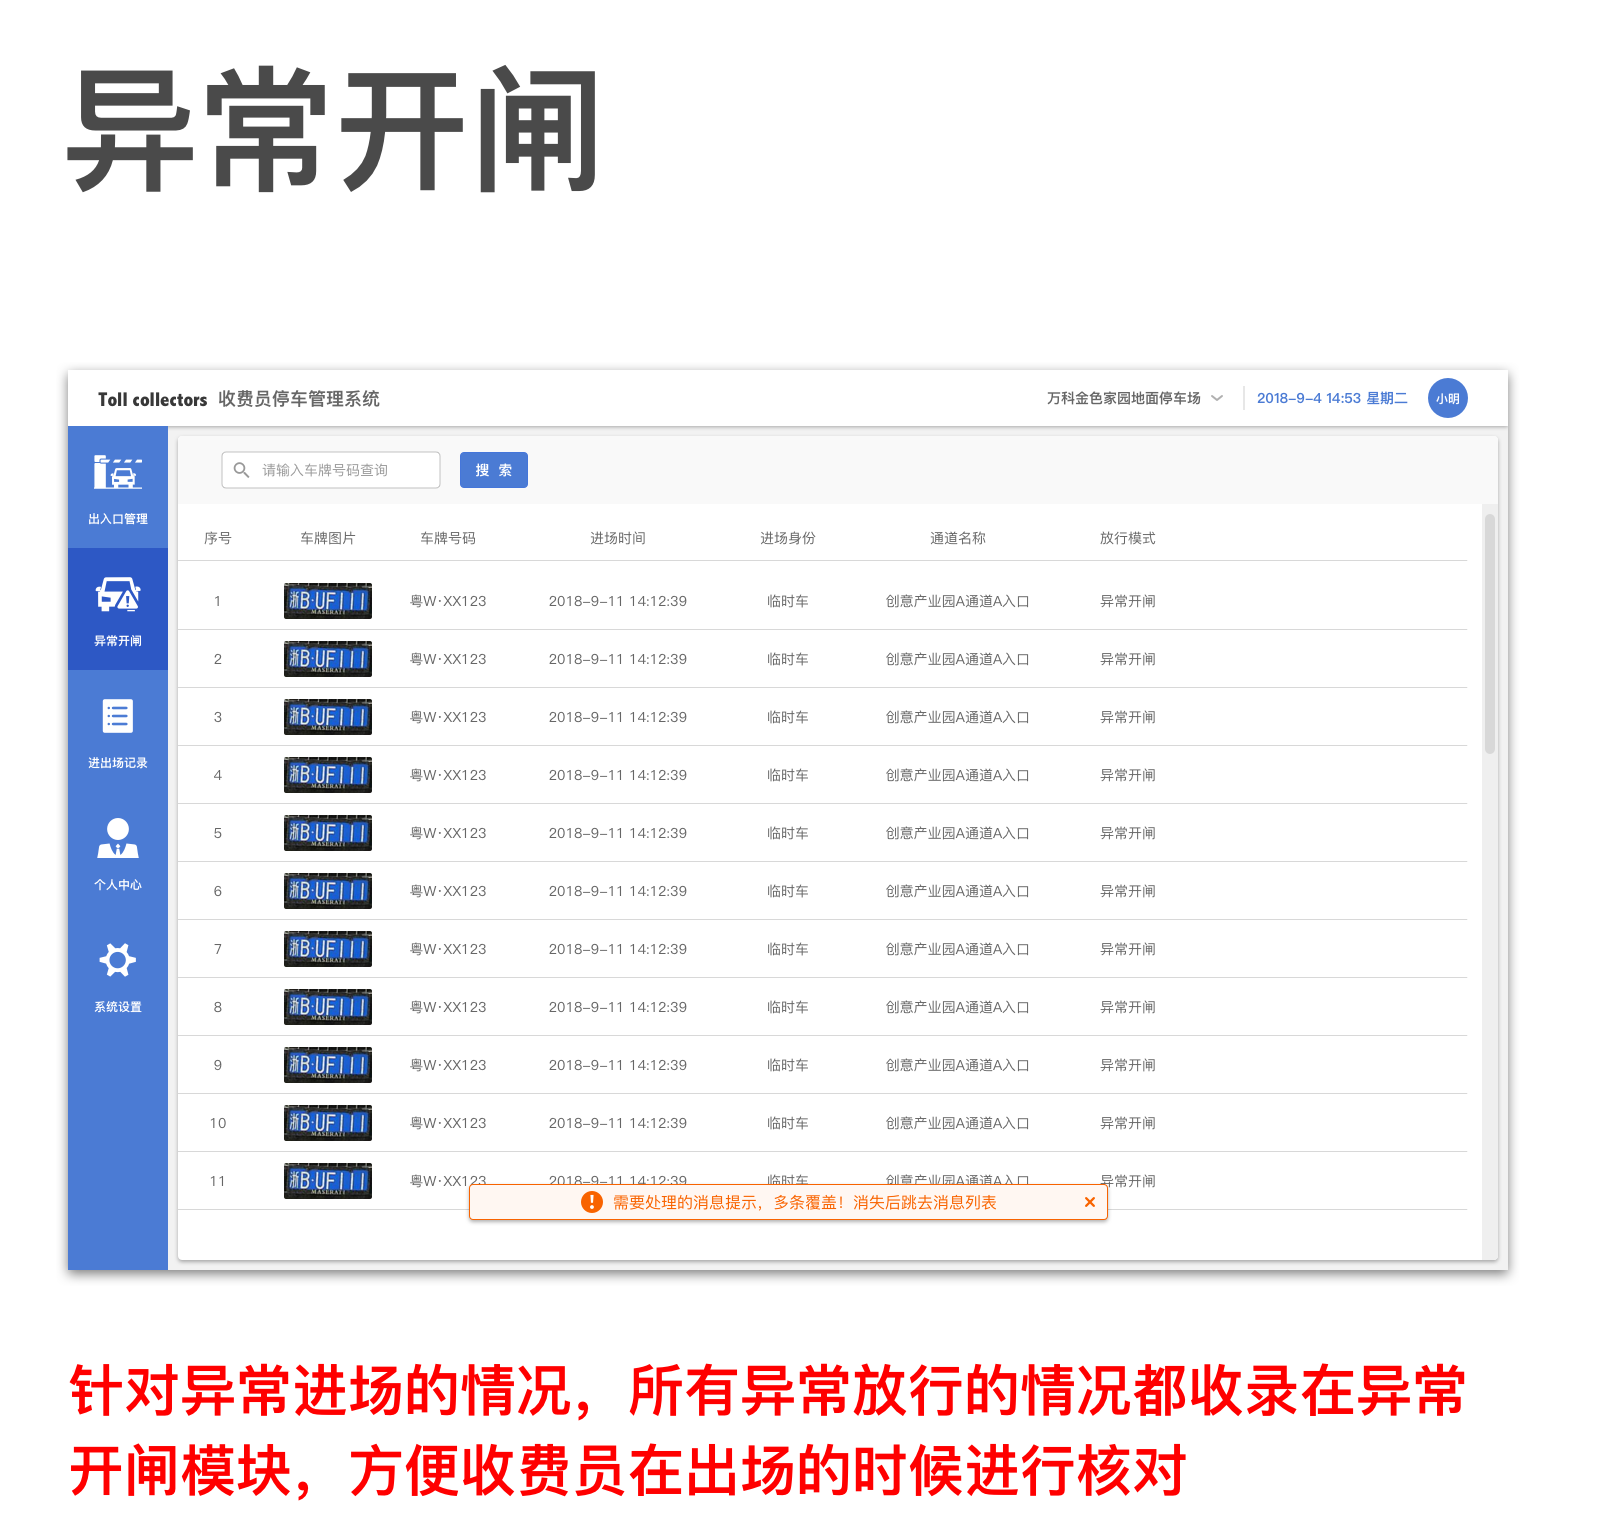 异常开闸
Toll collectors 收费员停车管理系统 万科金色家园地面停车场 2018-9-4 14:53 星期二 小明
请输入车牌号码查询 搜 索
出入口管理
异常开闸
进出场记录
个人中心
系统设置
序号 车牌图片 车牌号码 进场时间 进场身份 通道名称 放行模式
1 浙B·UF111 MASERATI 粤W·XX123 2018-9-11 14:12:39 临时车 创意产业园A通道A入口 异常开闸
2 浙B·UF111 MASERATI 粤W·XX123 2018-9-11 14:12:39 临时车 创意产业园A通道A入口 异常开闸
3 浙B·UF111 MASERATI 粤W·XX123 2018-9-11 14:12:39 临时车 创意产业园A通道A入口 异常开闸
4 浙B·UF111 MASERATI 粤W·XX123 2018-9-11 14:12:39 临时车 创意产业园A通道A入口 异常开闸
5 浙B·UF111 MASERATI 粤W·XX123 2018-9-11 14:12:39 临时车 创意产业园A通道A入口 异常开闸
6 浙B·UF111 MASERATI 粤W·XX123 2018-9-11 14:12:39 临时车 创意产业园A通道A入口 异常开闸
7 浙B·UF111 MASERATI 粤W·XX123 2018-9-11 14:12:39 临时车 创意产业园A通道A入口 异常开闸
8 浙B·UF111 MASERATI 粤W·XX123 2018-9-11 14:12:39 临时车 创意产业园A通道A入口 异常开闸
9 浙B·UF111 MASERATI 粤W·XX123 2018-9-11 14:12:39 临时车 创意产业园A通道A入口 异常开闸
10 浙B·UF111 MASERATI 粤W·XX123 2018-9-11 14:12:39 临时车 创意产业园A通道A入口 异常开闸
11 浙B·UF111 MASERATI 粤W·XX123 2018-9-11 14:12:39 临时车 创意产业园A通道A入口 异常开闸
需要处理的消息提示，多条覆盖！消失后跳去消息列表
针对异常进场的情况，所有异常放行的情况都收录在异常
开闸模块，方便收费员在出场的时候进行核对